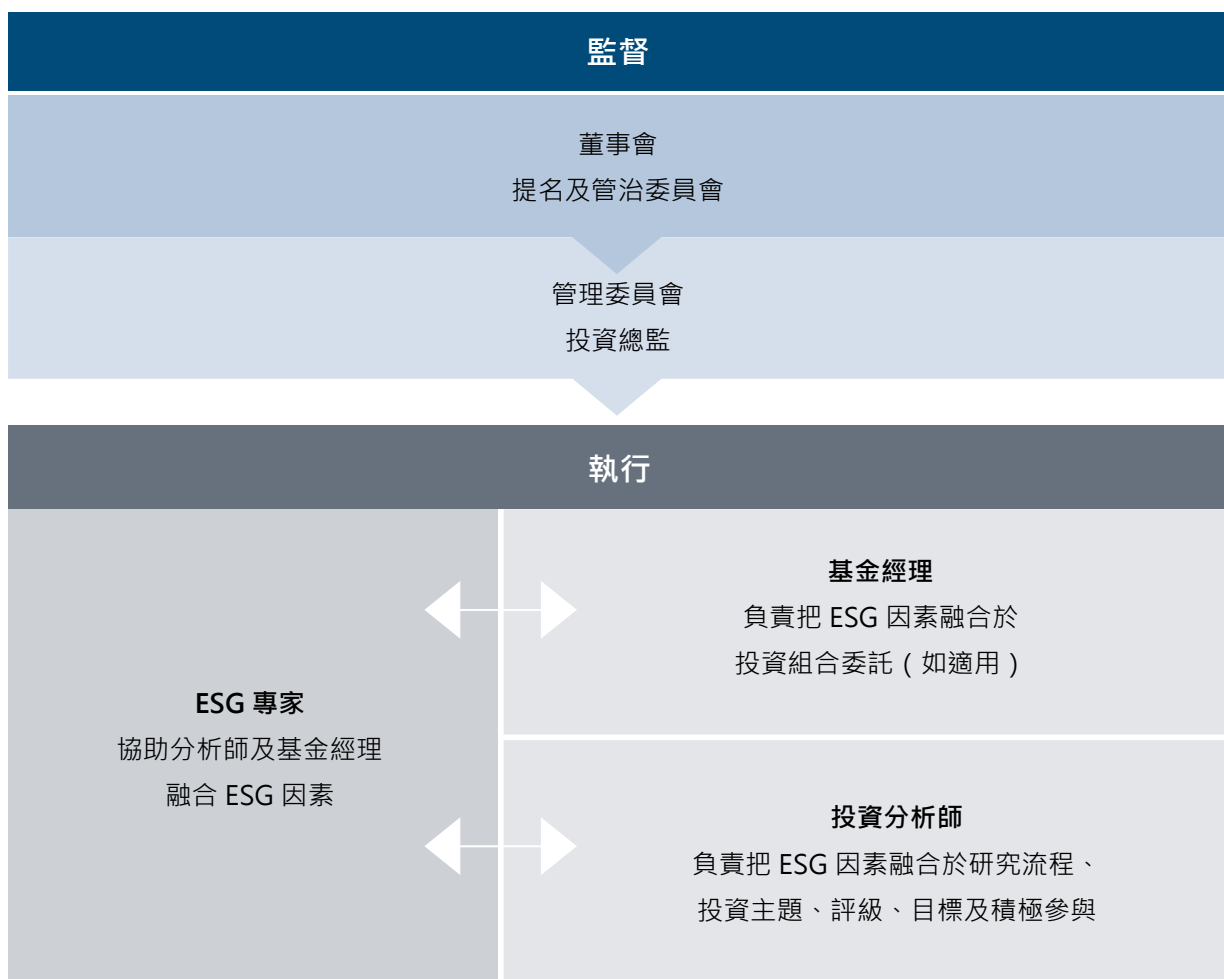 監督
董事會
提名及管治委員會
管理委員會
投資總監
執行
ESG 專家
協助分析師及基金經理
融合 ESG 因素
基金經理
負責把 ESG 因素融合於
投資組合委託（如適用）
投資分析師
負責把 ESG 因素融合於研究流程、
投資主題、評級、目標及積極參與